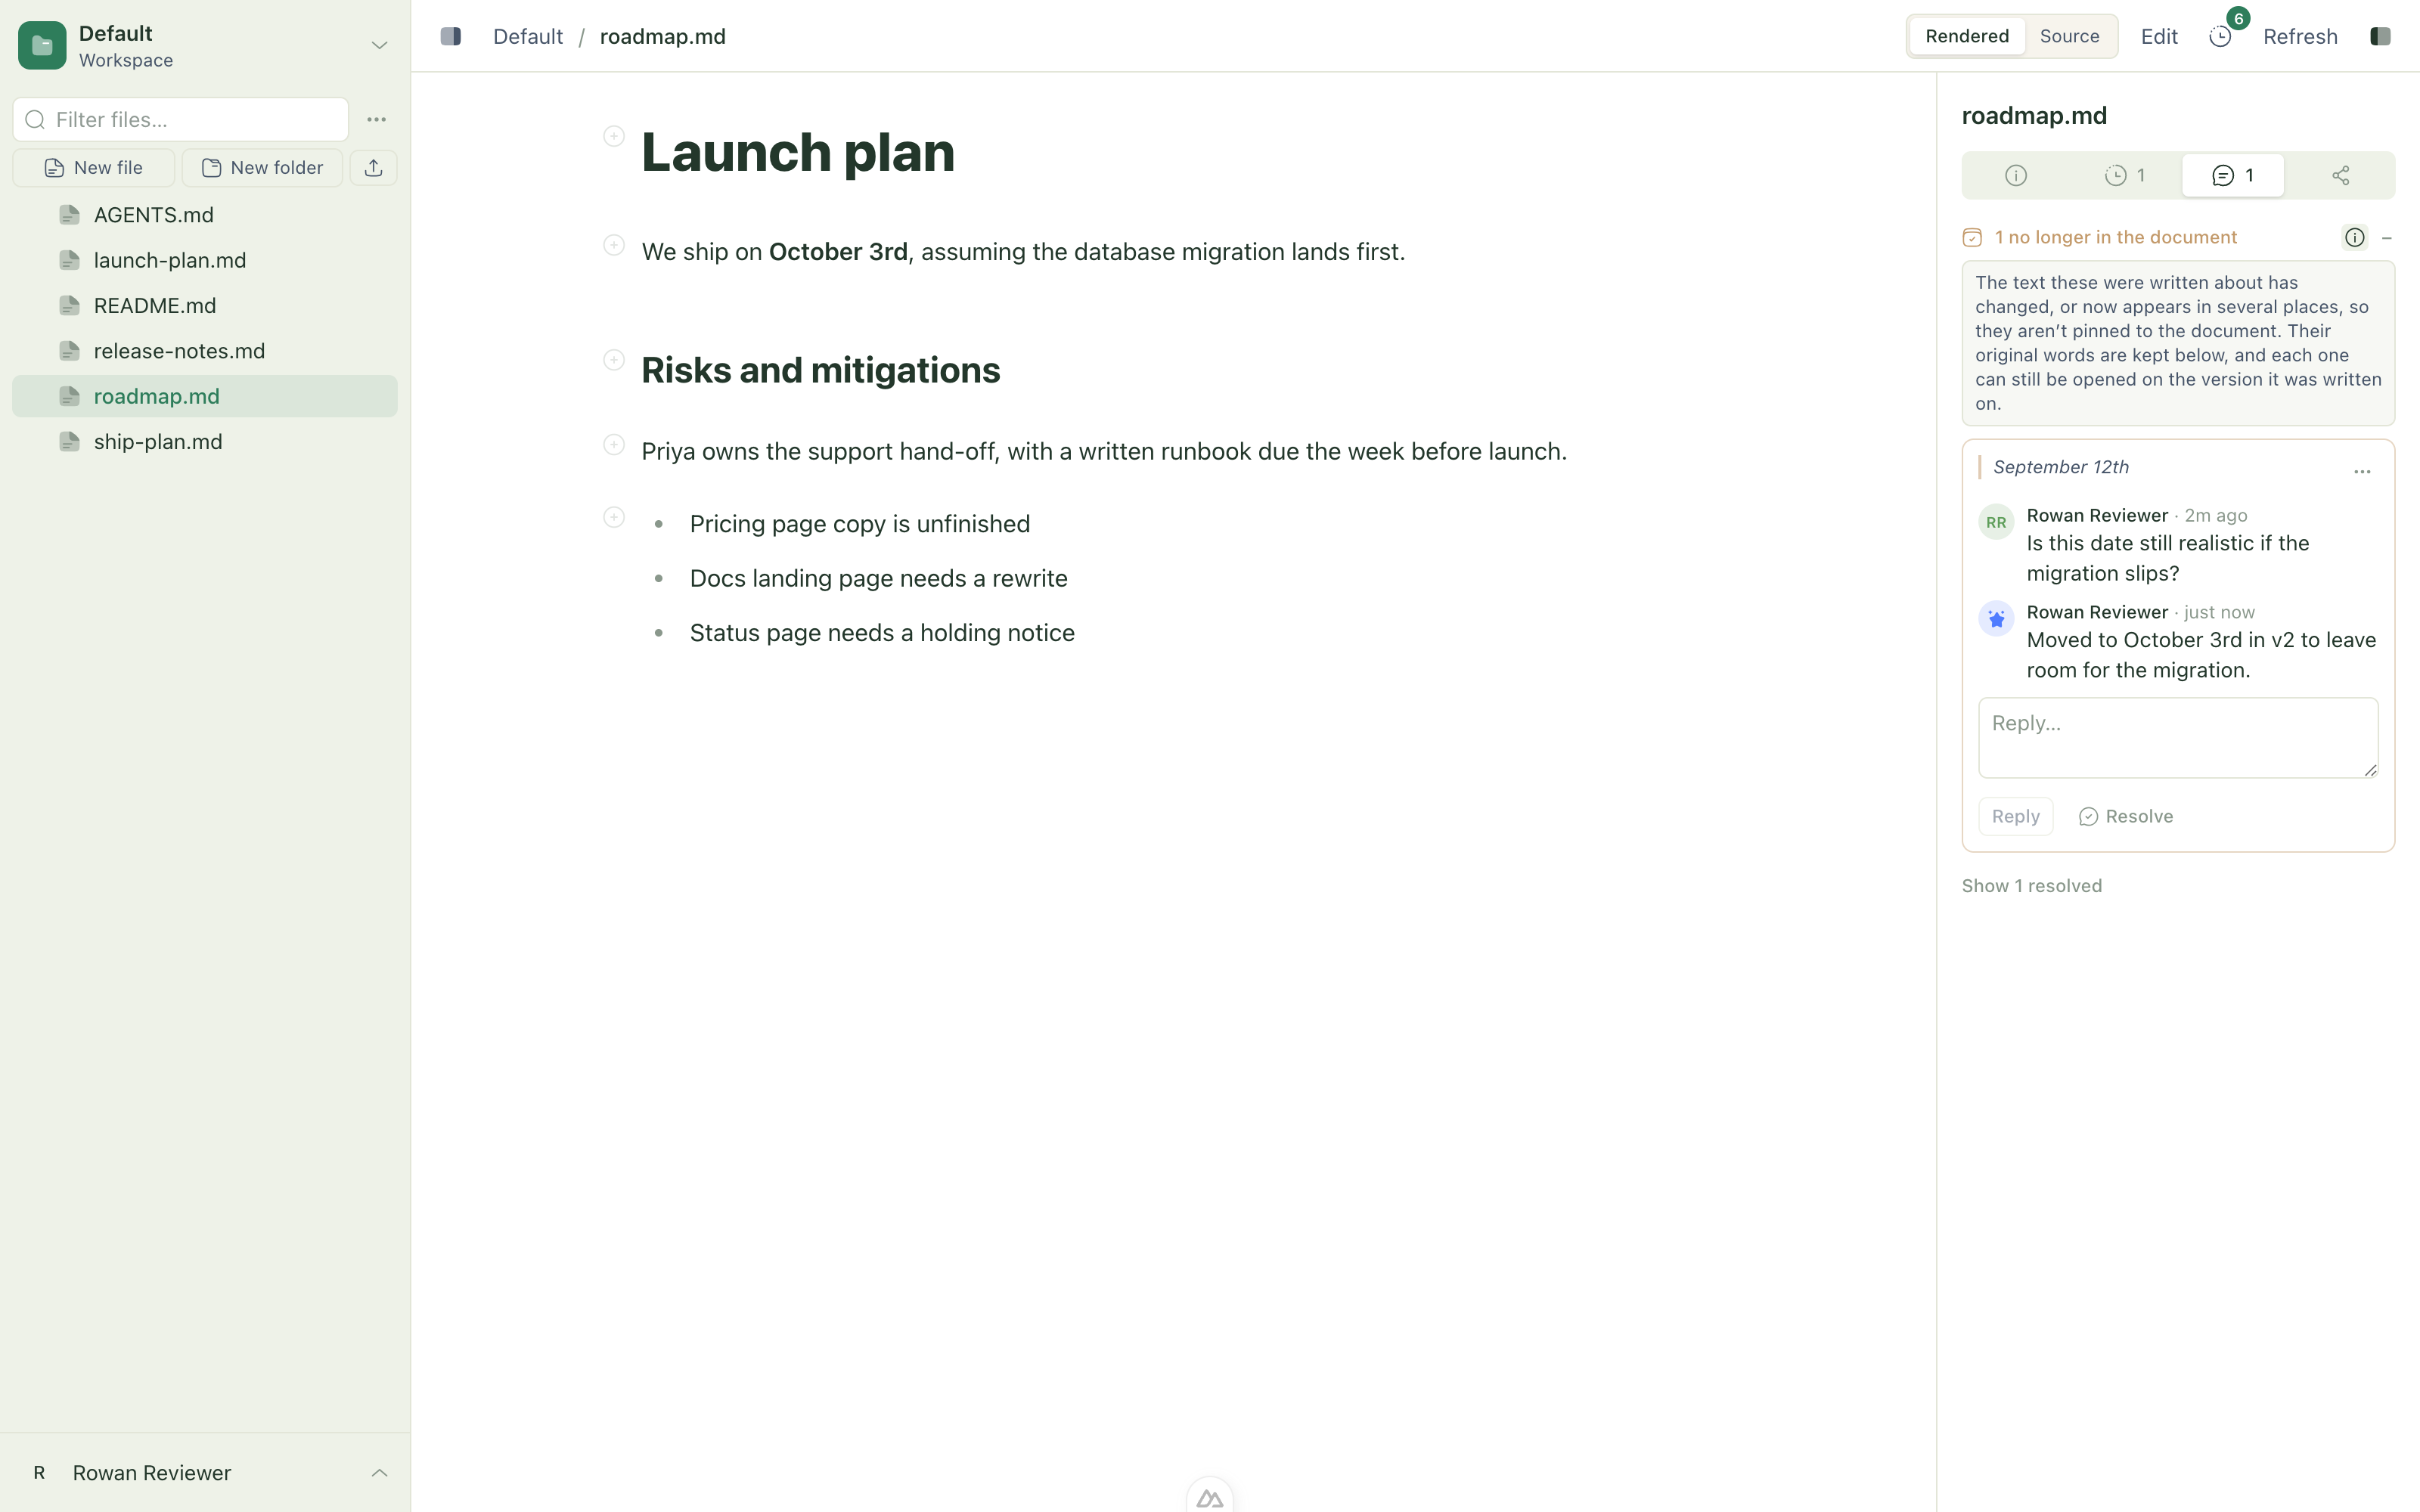 Default
Workspace
Filter files...
New file
New folder
AGENTS.md
launch-plan.md
README.md
release-notes.md
roadmap.md
ship-plan.md
R
Rowan Reviewer
Default / roadmap.md
Rendered
Source
Edit
6
Refresh
Launch plan
We ship on October 3rd, assuming the database migration lands first.
Risks and mitigations
Priya owns the support hand-off, with a written runbook due the week before launch.
• Pricing page copy is unfinished
• Docs landing page needs a rewrite
• Status page needs a holding notice
roadmap.md
1
1
1 no longer in the document
The text these were written about has
changed, or now appears in several places, so
they aren’t pinned to the document. Their
original words are kept below, and each one
can still be opened on the version it was written
on.
September 12th
RR
Rowan Reviewer · 2m ago
Is this date still realistic if the
migration slips?
Rowan Reviewer · just now
Moved to October 3rd in v2 to leave
room for the migration.
Reply...
Reply
Resolve
Show 1 resolved